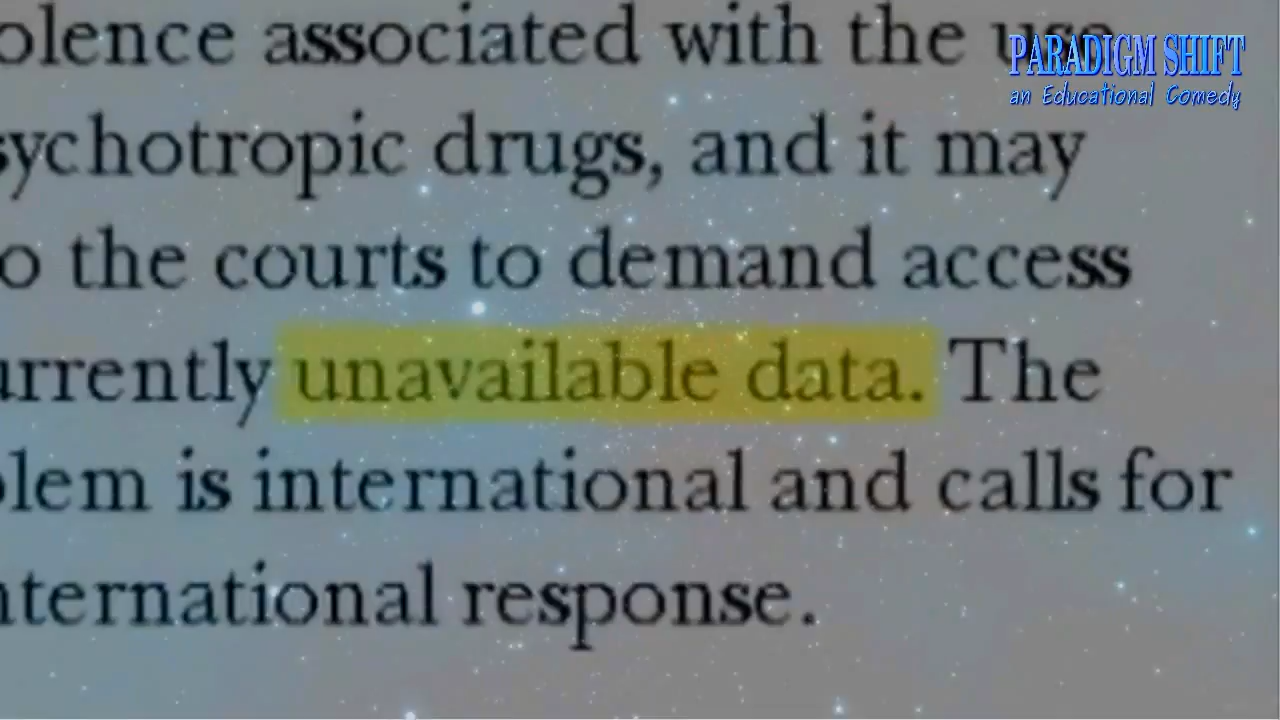 olence associated with the use
PARADIGM SHIFT
an Educational Comedy
sychotropic drugs, and it may
o the courts to demand access
urrently unavailable data. The
blem is international and calls for
nternational response.